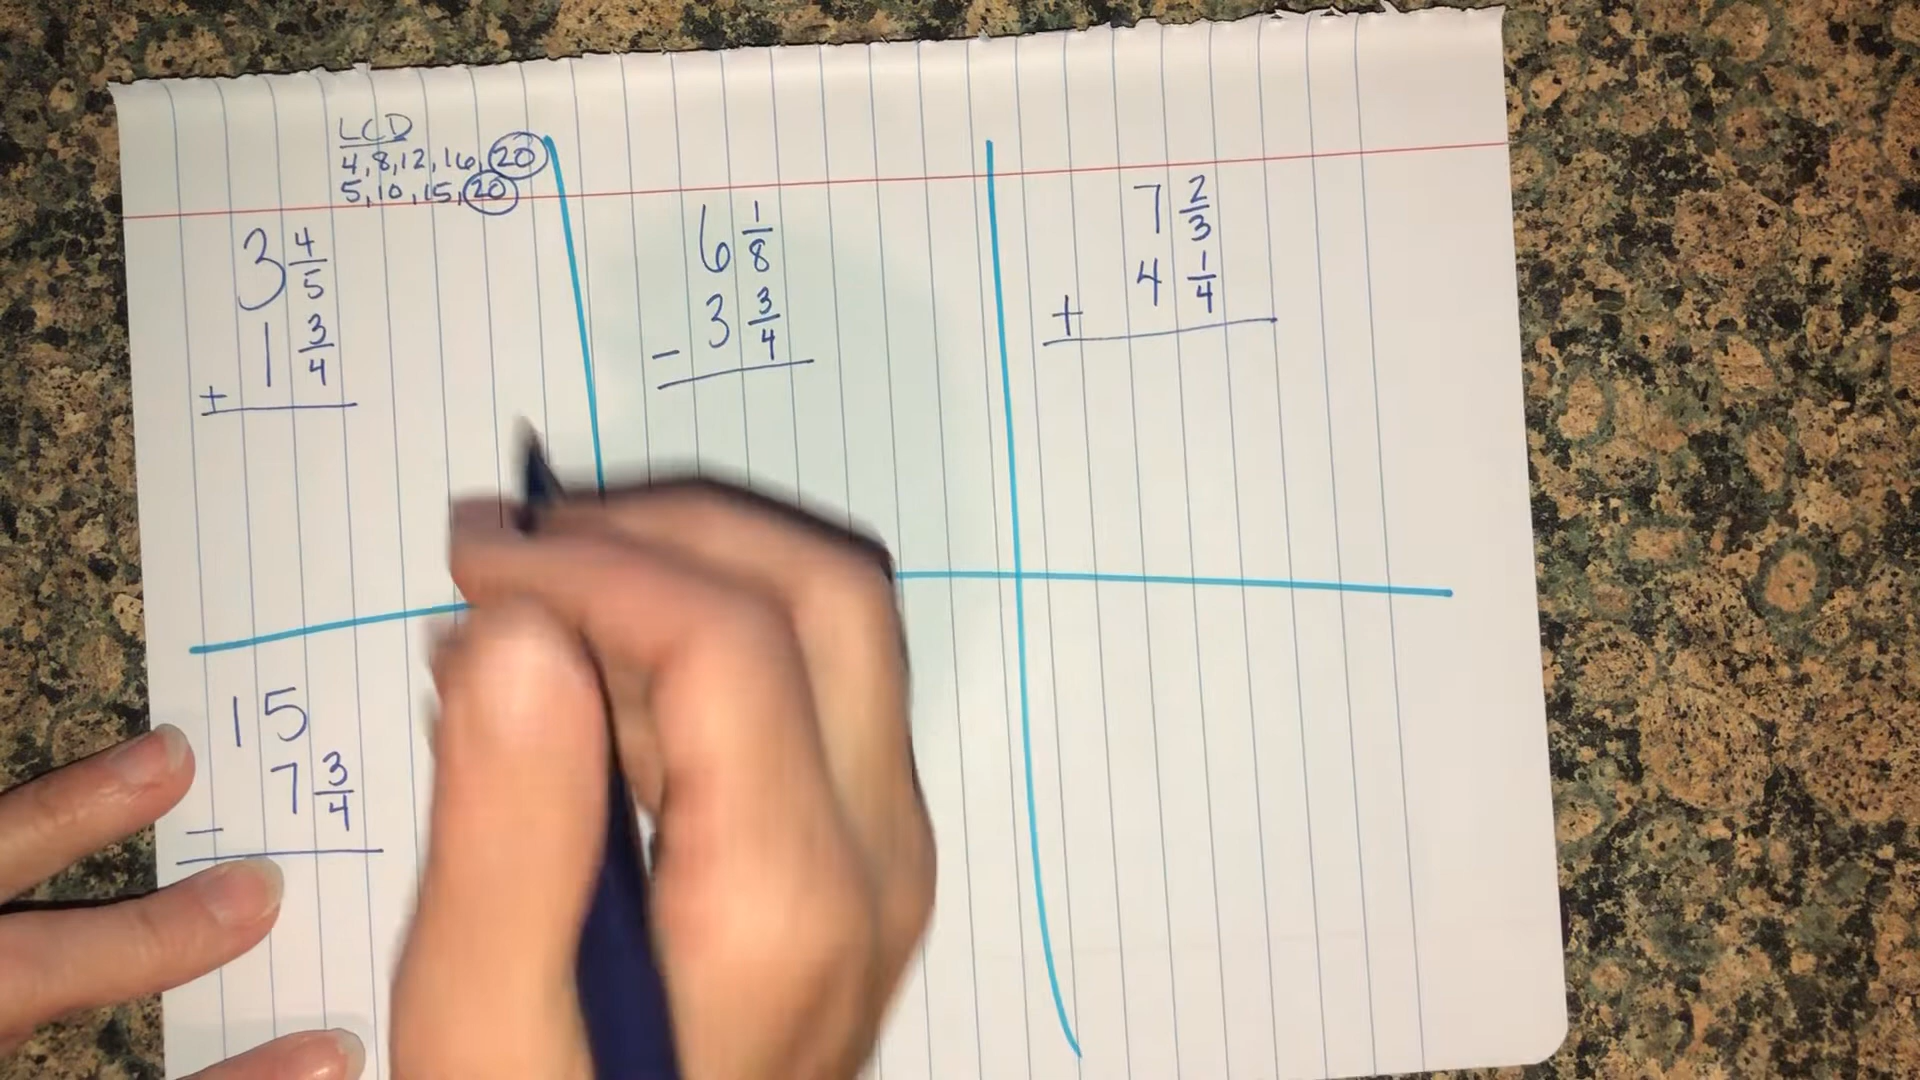 LCD
4,8,12,16,20
5,10,15,20
3 4/5
1 3/4
+
6 1/8
- 3 3/4
7 2/3
+ 4 1/4
15
- 7 3/4